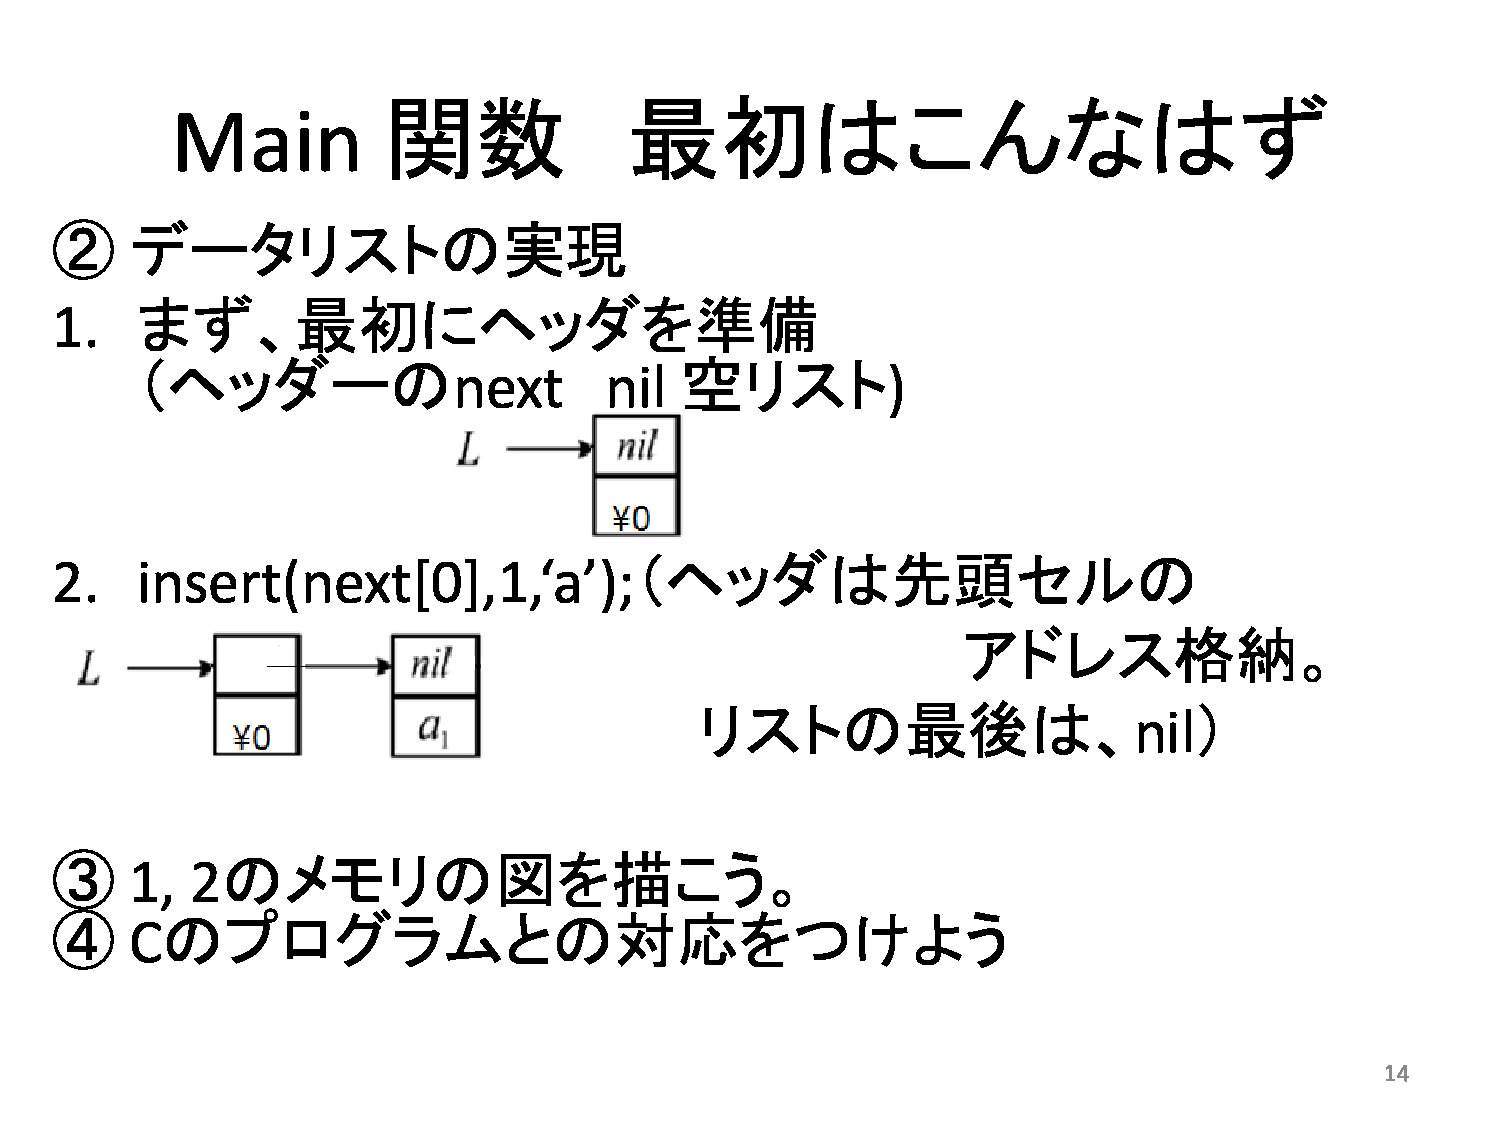 Main 関数　最初はこんなはず
② データリストの実現
1. まず、最初にヘッダを準備
（ヘッダーのnext　nil 空リスト)
L
nil
¥0
2. insert(next[0],1,‘a’);（ヘッダは先頭セルの
アドレス格納。
リストの最後は、nil）
L
nil
¥0
a1
③ 1, 2のメモリの図を描こう。
④ Cのプログラムとの対応をつけよう
14